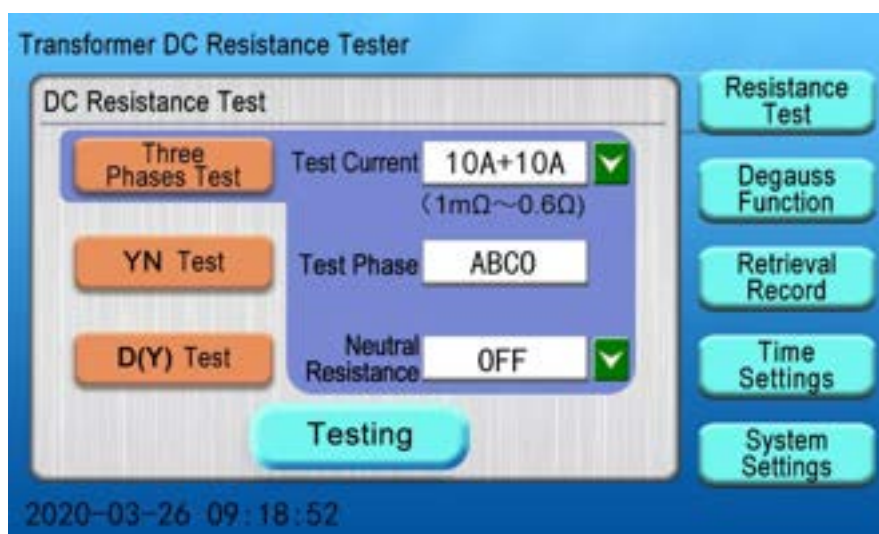 Transformer DC Resistance Tester
DC Resistance Test
Three
Phases Test
Test Current
10A+10A
(1mΩ～0.6Ω)
YN Test
Test Phase
ABC0
D(Y) Test
Neutral
Resistance
OFF
Testing
Resistance
Test
Degauss
Function
Retrieval
Record
Time
Settings
System
Settings
2020-03-26 09:18:52